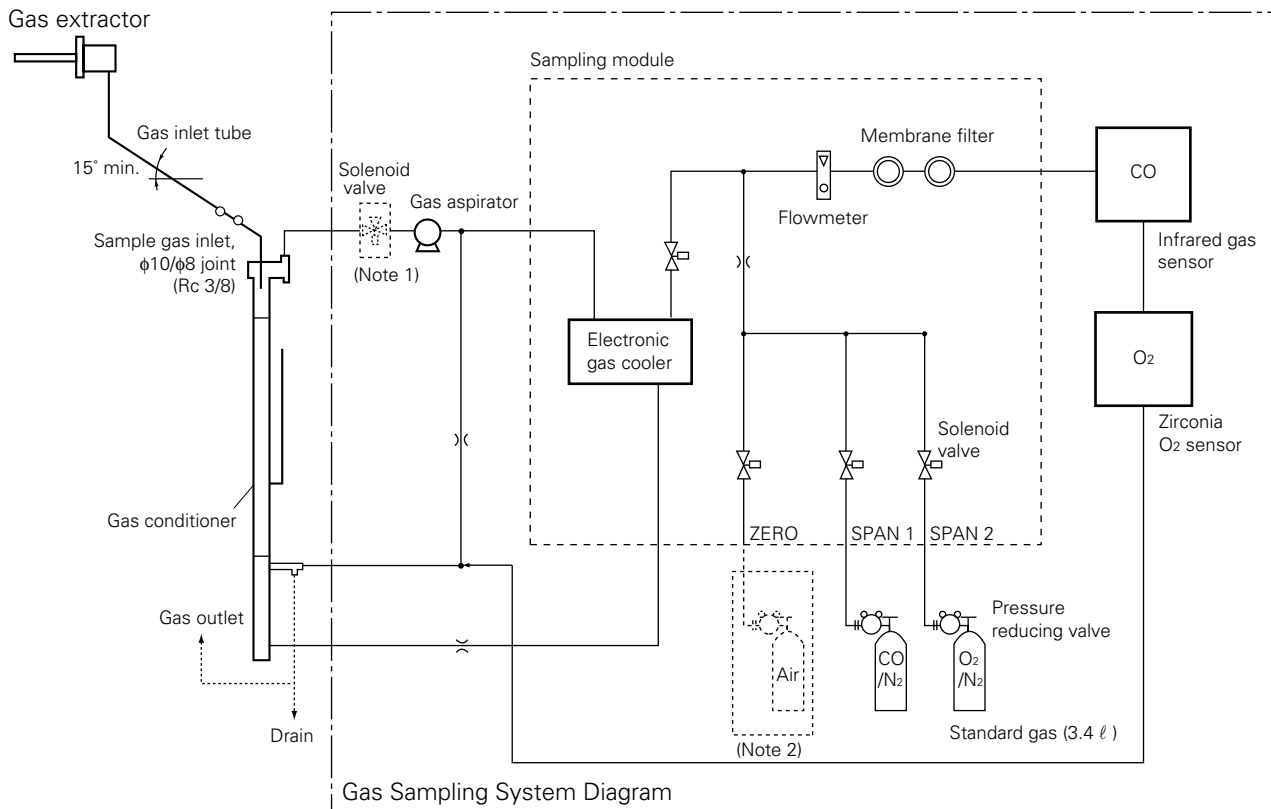 Gas extractor
Sampling module
Gas inlet tube
15˚ min.
Membrane filter
Solenoid
valve
Gas aspirator
CO
Flowmeter
Sample gas inlet,
ϕ10/ϕ8 joint
(Rc 3/8)
(Note 1)
Infrared gas
sensor
Electronic
gas cooler
O2
Zirconia
O2 sensor
Solenoid
valve
Gas conditioner
ZERO
SPAN 1
SPAN 2
Gas outlet
Pressure
reducing valve
Air
CO
/N2
O2
/N2
Drain
(Note 2)
Standard gas (3.4 ℓ )
Gas Sampling System Diagram